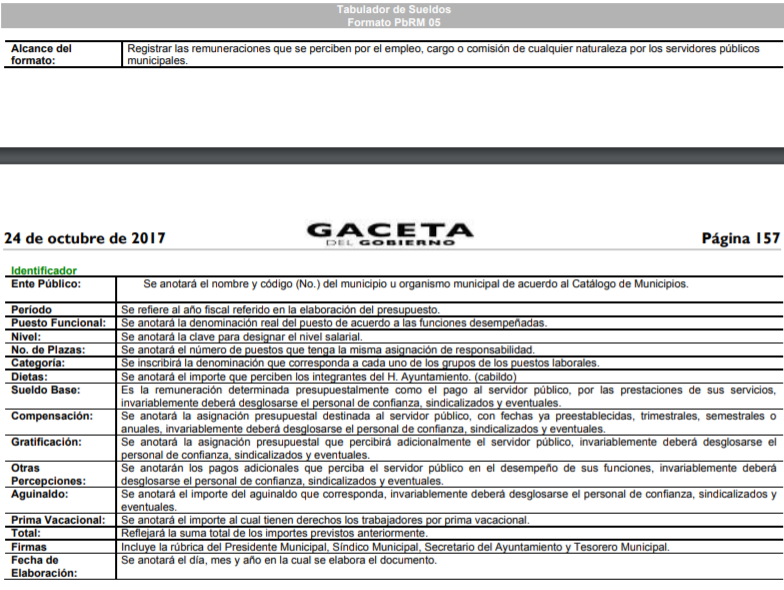 Tabulador de Sueldos
Formato PbRM 05
Alcance del formato: Registrar las remuneraciones que se perciben por el empleo, cargo o comisión de cualquier naturaleza por los servidores públicos
municipales.
24 de octubre de 2017 GACETA DEL GOBIERNO Página 157
Identificador
Ente Público: Se anotará el nombre y código (No.) del municipio u organismo municipal de acuerdo al Catálogo de Municipios.
Período Se refiere al año fiscal referido en la elaboración del presupuesto.
Puesto Funcional: Se anotará la denominación real del puesto de acuerdo a las funciones desempeñadas.
Nivel: Se anotará la clave para designar el nivel salarial.
No. de Plazas: Se anotará el número de puestos que tenga la misma asignación de responsabilidad.
Categoría: Se inscribirá la denominación que corresponda a cada uno de los grupos de los puestos laborales.
Dietas: Se anotará el importe que perciben los integrantes del H. Ayuntamiento. (cabildo)
Sueldo Base: Es la remuneración determinada presupuestalmente como el pago al servidor público, por las prestaciones de sus servicios,
invariablemente deberá desglosarse el personal de confianza, sindicalizados y eventuales.
Compensación: Se anotará la asignación presupuestal destinada al servidor público, con fechas ya preestablecidas, trimestrales, semestrales o
anuales, invariablemente deberá desglosarse el personal de confianza, sindicalizados y eventuales.
Gratificación: Se anotará la asignación presupuestal que percibirá adicionalmente el servidor público, invariablemente deberá desglosarse el
personal de confianza, sindicalizados y eventuales.
Otras Percepciones: Se anotarán los pagos adicionales que perciba el servidor público en el desempeño de sus funciones, invariablemente deberá
desglosarse el personal de confianza, sindicalizados y eventuales.
Aguinaldo: Se anotará el importe del aguinaldo que corresponda, invariablemente deberá desglosarse el personal de confianza, sindicalizados y
eventuales.
Prima Vacacional: Se anotará el importe al cual tienen derechos los trabajadores por prima vacacional.
Total: Reflejará la suma total de los importes previstos anteriormente.
Firmas Incluye la rúbrica del Presidente Municipal, Síndico Municipal, Secretario del Ayuntamiento y Tesorero Municipal.
Fecha de Elaboración: Se anotará el día, mes y año en la cual se elabora el documento.